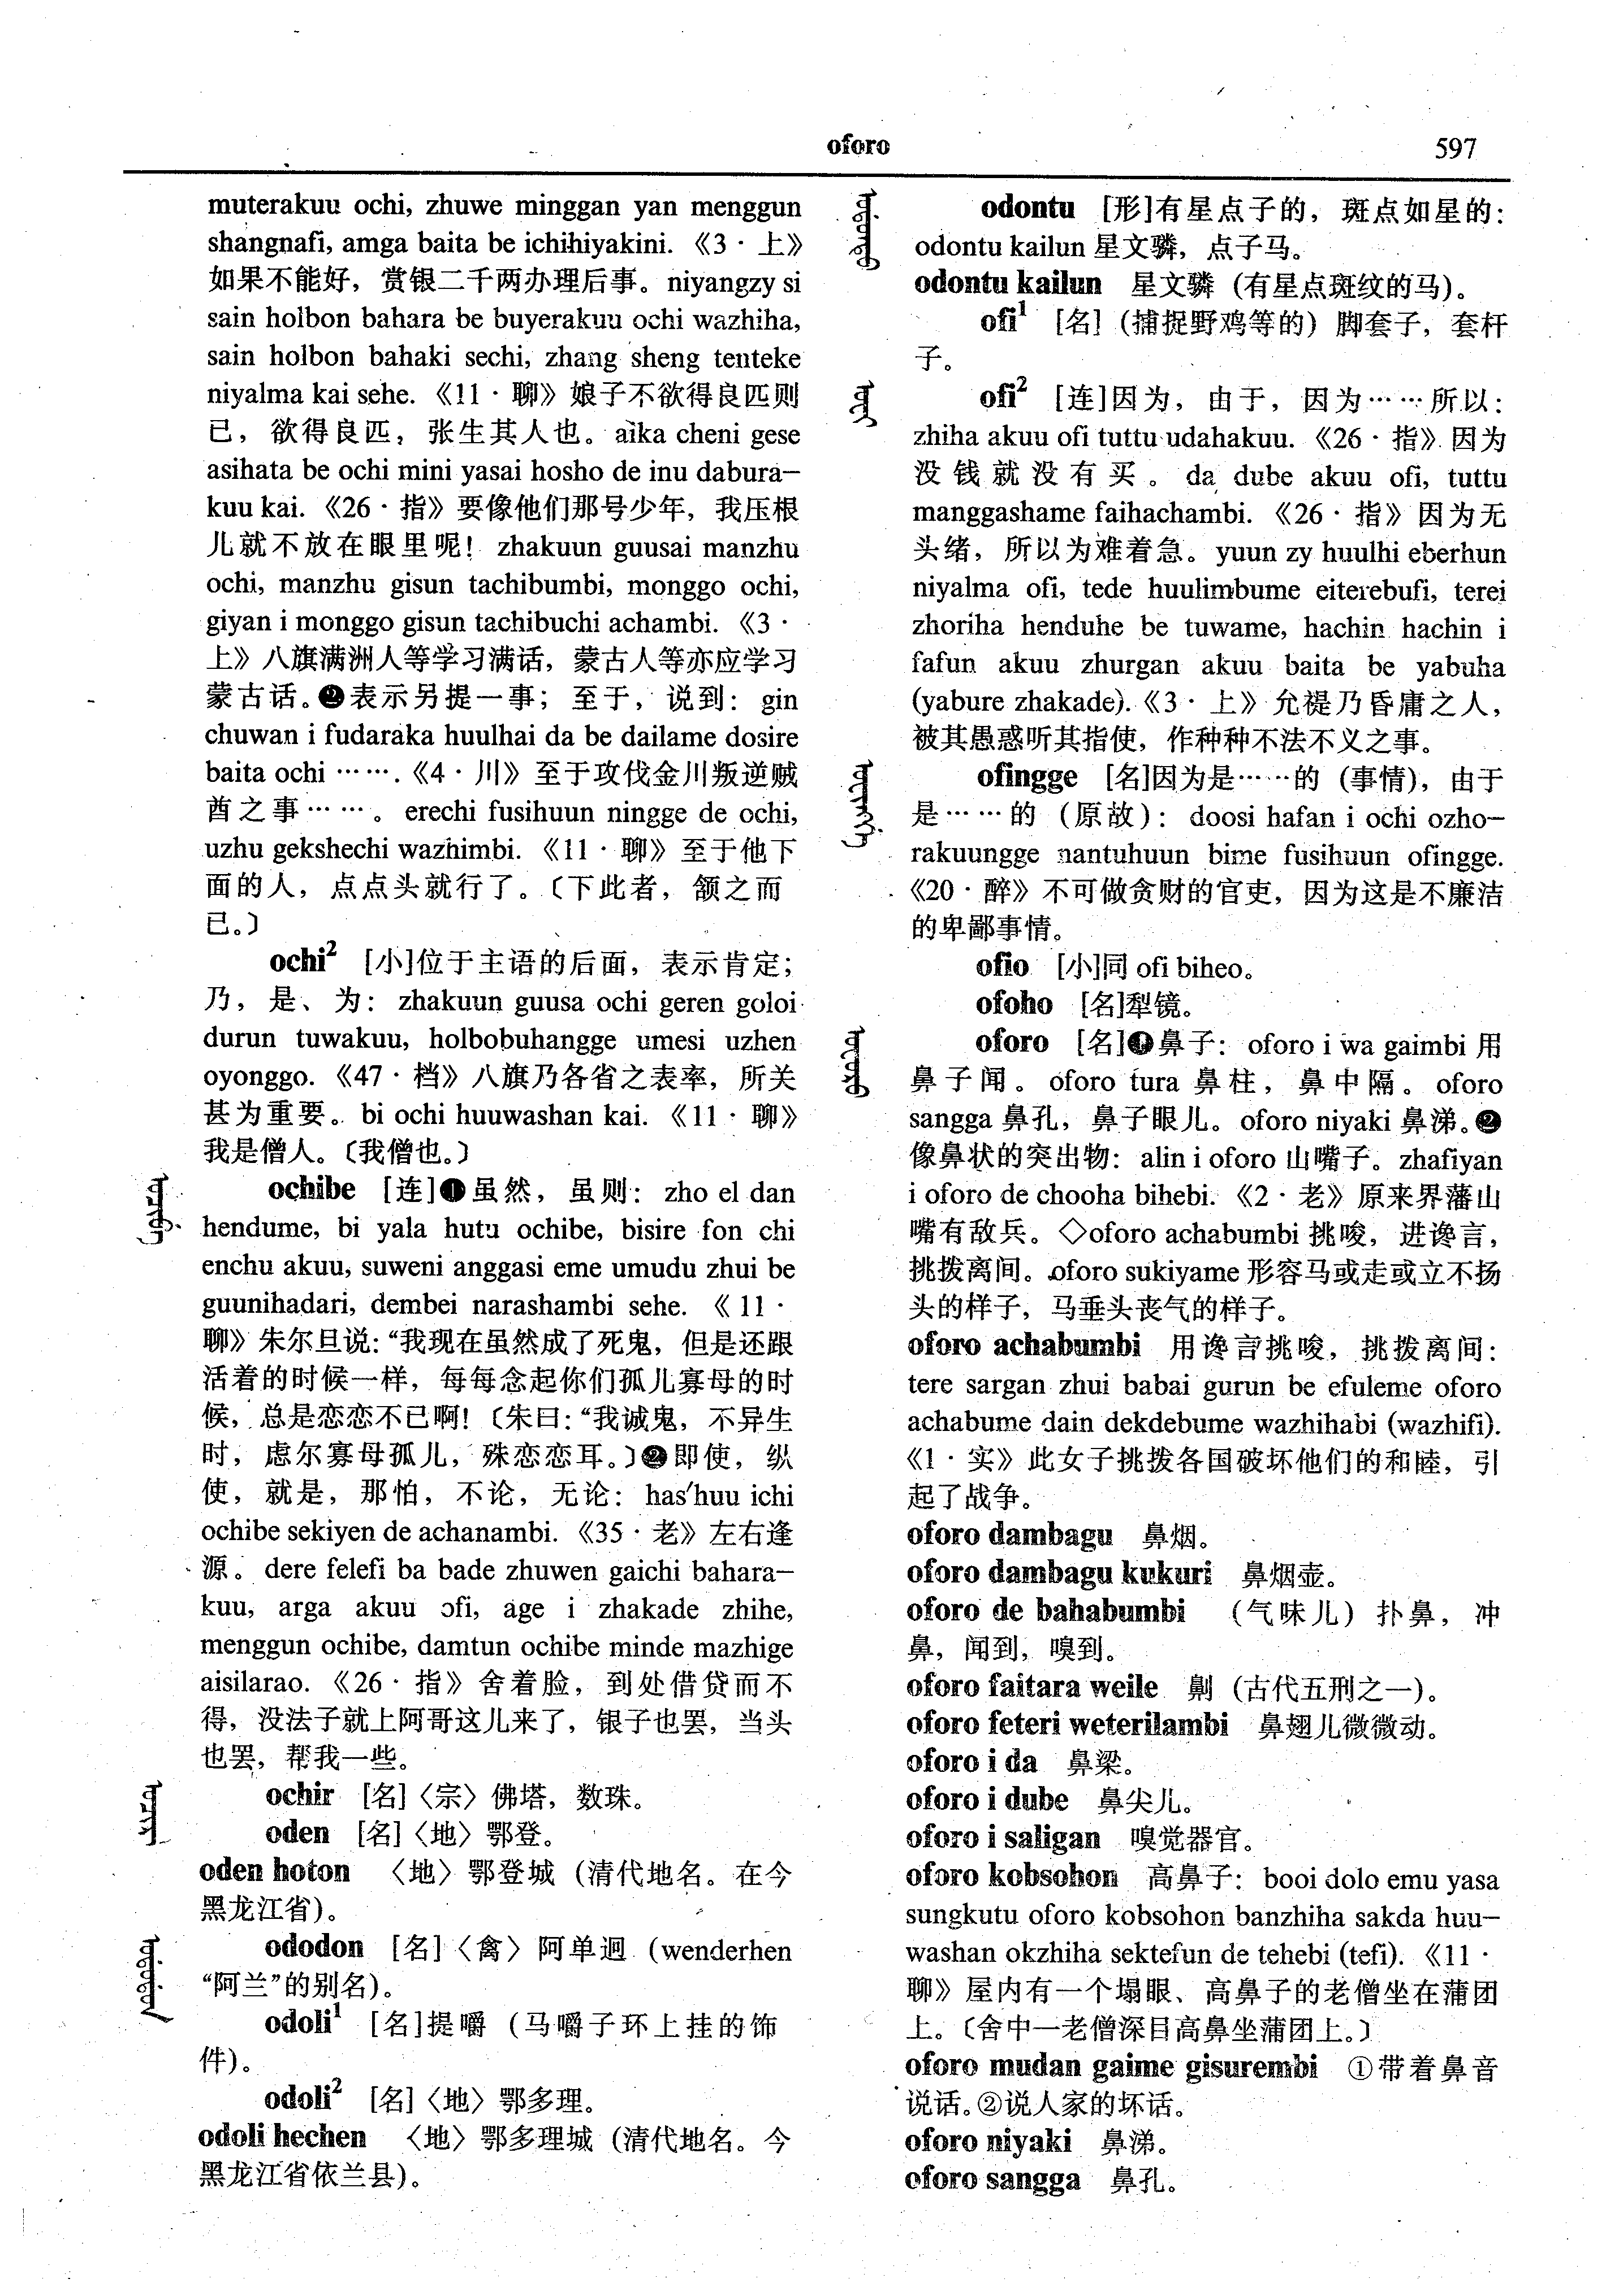 oforo
597
muterakuu ochi, zhuwe minggan yan menggun
shangnafi, amga baita be ichihiyakini. 《3·上》
如果不能好，赏银二千两办理后事。niyangzy si
sain holbon bahara be buyerakuu ochi wazhiha,
sain holbon bahaki sechi, zhang sheng tenteke
niyalma kai sehe. 《11·聊》娘子不欲得良匹则
已，欲得良匹，张生其人也。aika cheni gese
asihata be ochi mini yasai hosho de inu dabura-
kuu kai. 《26·指》要像他们那号少年，我压根
儿就不放在眼里呢！zhakuun guusai manzhu
ochi, manzhu gisun tachibumbi, monggo ochi,
giyan i monggo gisun tachibuchi achambi. 《3·
上》八旗满洲人等学习满话，蒙古人等亦应学习
蒙古话。❷表示另提一事；至于，说到：gin
chuwan i fudaraka huulhai da be dailame dosire
baita ochi …….《4·川》至于攻伐金川叛逆贼
酋之事……。erechi fusihuun ningge de ochi,
uzhu gekshechi wazhimbi. 《11·聊》至于他下
面的人，点点头就行了。〔下此者，颔之而
已。〕
ochi² [小]位于主语的后面，表示肯定；
乃，是、为：zhakuun guusa ochi geren goloi
durun tuwakuu, holbobuhangge umesi uzhen
oyonggo. 《47·档》八旗乃各省之表率，所关
甚为重要。bi ochi huuwashan kai. 《11·聊》
我是僧人。〔我僧也。〕
ochibe [连]❶虽然，虽则：zho el dan
hendume, bi yala hutu ochibe, bisire fon chi
enchu akuu, suweni anggasi eme umudu zhui be
guunihadari, dembei narashambi sehe. 《11·
聊》朱尔旦说：“我现在虽然成了死鬼，但是还跟
活着的时候一样，每每念起你们孤儿寡母的时
候，总是恋恋不已啊！〔朱曰：“我诚鬼，不异生
时，虑尔寡母孤儿，殊恋恋耳。〕❷即使，纵
使，就是，那怕，不论，无论：has'huu ichi
ochibe sekiyen de achanambi. 《35·老》左右逢
源。dere felefi ba bade zhuwen gaichi bahara-
kuu, arga akuu ofi, age i zhakade zhihe,
menggun ochibe, damtun ochibe minde mazhige
aisilarao. 《26·指》舍着脸，到处借贷而不
得，没法子就上阿哥这儿来了，银子也罢，当头
也罢，帮我一些。
ochir [名]〈宗〉佛塔，数珠。
oden [名]〈地〉鄂登。
oden hoton 〈地〉鄂登城（清代地名。在今
黑龙江省）。
ododon [名]〈禽〉阿单迴（wenderhen
“阿兰”的别名）。
odoli¹ [名]提嚼（马嚼子环上挂的饰
件）。
odoli² [名]〈地〉鄂多理。
odoli hechen 〈地〉鄂多理城（清代地名。今
黑龙江省依兰县）。
odontu [形]有星点子的，斑点如星的：
odontu kailun 星文骣，点子马。
odontu kailun 星文骣（有星点斑纹的马）。
ofi¹ [名]（捕捉野鸡等的）脚套子，套杆
子。
ofi² [连]因为，由于，因为……所以：
zhiha akuu ofi tuttu udahakuu. 《26·指》因为
没钱就没有买。da dube akuu ofi, tuttu
manggashame faihachambi. 《26·指》因为无
头绪，所以为难着急。yuun zy huulhi eberhun
niyalma ofi, tede huulimbume eiterebufi, terei
zhoriha henduhe be tuwame, hachin hachin i
fafun akuu zhurgan akuu baita be yabuha
(yabure zhakade).《3·上》允禔乃昏庸之人，
被其愚惑听其指使，作种种不法不义之事。
ofingge [名]因为是……的（事情），由于
是……的（原故）：doosi hafan i ochi ozho-
rakuungge nantuhuun bime fusihuun ofingge.
《20·醉》不可做贪财的官吏，因为这是不廉洁
的卑鄙事情。
ofio [小]同 ofi biheo。
ofoho [名]犁镜。
oforo [名]❶鼻子：oforo i wa gaimbi 用
鼻子闻。oforo tura 鼻柱，鼻中隔。oforo
sangga 鼻孔，鼻子眼儿。oforo niyaki 鼻涕。❷
像鼻状的突出物：alin i oforo 山嘴子。zhafiyan
i oforo de chooha bihebi. 《2·老》原来界藩山
嘴有敌兵。◇oforo achabumbi 挑唆，进谗言，
挑拨离间。oforo sukiyame 形容马或走或立不扬
头的样子，马垂头丧气的样子。
oforo achabumbi 用谗言挑唆，挑拨离间：
tere sargan zhui babai gurun be efuleme oforo
achabume dain dekdebume wazhihabi (wazhifi).
《1·实》此女子挑拨各国破坏他们的和睦，引
起了战争。
oforo dambagu 鼻烟。
oforo dambagu kukuri 鼻烟壶。
oforo de bahabumbi （气味儿）扑鼻，冲
鼻，闻到，嗅到。
oforo faitara weile 劓（古代五刑之一）。
oforo feteri weterilambi 鼻翅儿微微动。
oforo i da 鼻梁。
oforo i dube 鼻尖儿。
oforo i saligan 嗅觉器官。
oforo kobsohon 高鼻子：booi dolo emu yasa
sungkutu oforo kobsohon banzhiha sakda huu-
washan okzhiha sektefun de tehebi (tefi). 《11·
聊》屋内有一个塌眼、高鼻子的老僧坐在蒲团
上。〔舍中一老僧深目高鼻坐蒲团上。〕
oforo mudan gaime gisurembi ①带着鼻音
说话。②说人家的坏话。
oforo niyaki 鼻涕。
oforo sangga 鼻孔。